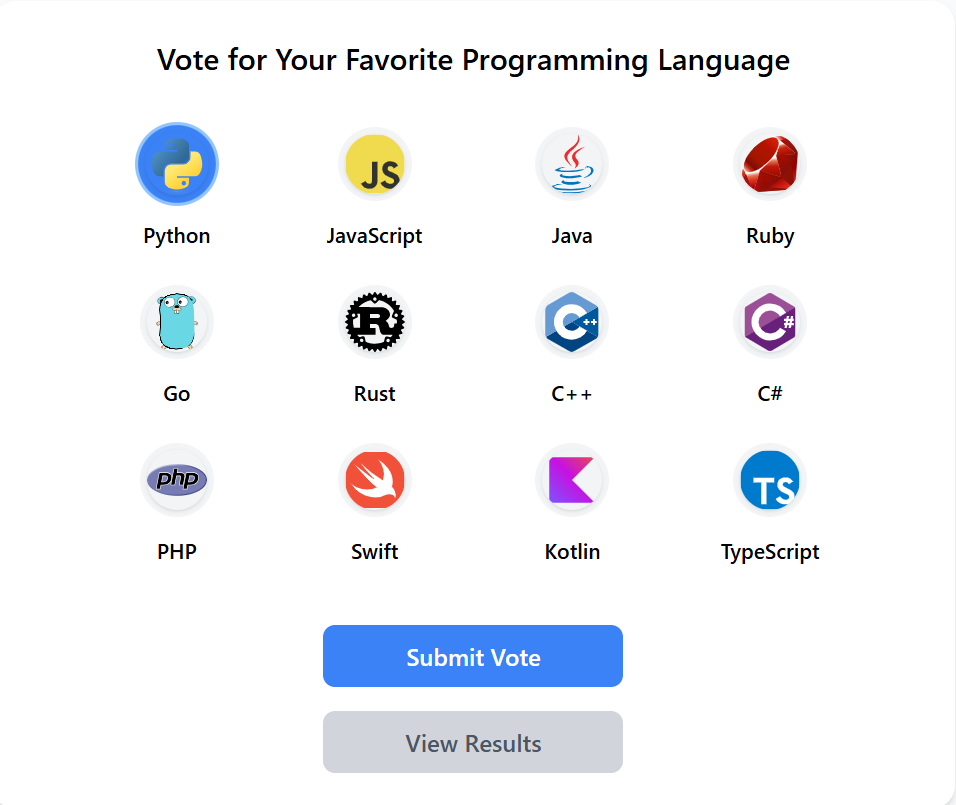 Vote for Your Favorite Programming Language
JS
Python JavaScript Java Ruby
R ++ #
Go Rust C++ C#
php TS
PHP Swift Kotlin TypeScript
Submit Vote
View Results